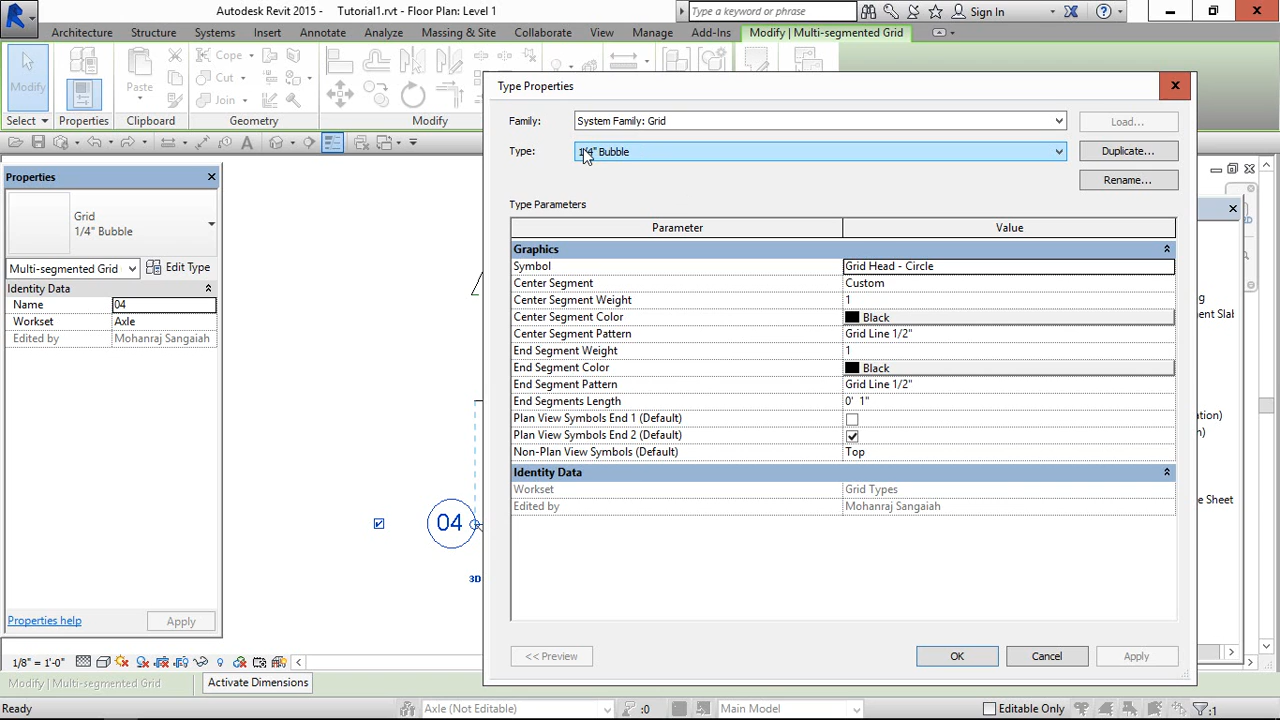 Autodesk Revit 2015 - Tutorial1.rvt - Floor Plan: Level 1
Type a keyword or phrase
Sign In
Architecture Structure Systems Insert Annotate Analyze Massing & Site Collaborate View Manage Add-Ins Modify | Multi-segmented Grid
Modify
Paste
Cope
Cut
Join
Select Properties Clipboard Geometry Modify
Properties
Grid
1/4" Bubble
Multi-segmented Grid
Edit Type
Identity Data
Name 04
Workset Axle
Edited by Mohanraj Sangaiah
Properties help
Apply
04
3D
Type Properties
Family: System Family: Grid
Load...
Type: 1/4" Bubble
Duplicate...
Rename...
Type Parameters
Parameter Value
Graphics
Symbol Grid Head - Circle
Center Segment Custom
Center Segment Weight 1
Center Segment Color Black
Center Segment Pattern Grid Line 1/2"
End Segment Weight 1
End Segment Color Black
End Segment Pattern Grid Line 1/2"
End Segments Length 0' 1"
Plan View Symbols End 1 (Default)
Plan View Symbols End 2 (Default)
Non-Plan View Symbols (Default) Top
Identity Data
Workset Grid Types
Edited by Mohanraj Sangaiah
<< Preview OK Cancel Apply
1/8" = 1'-0"
Modify | Multi-segmented Grid
Activate Dimensions
Ready
Axle (Not Editable)
:0
Main Model
Editable Only
:1